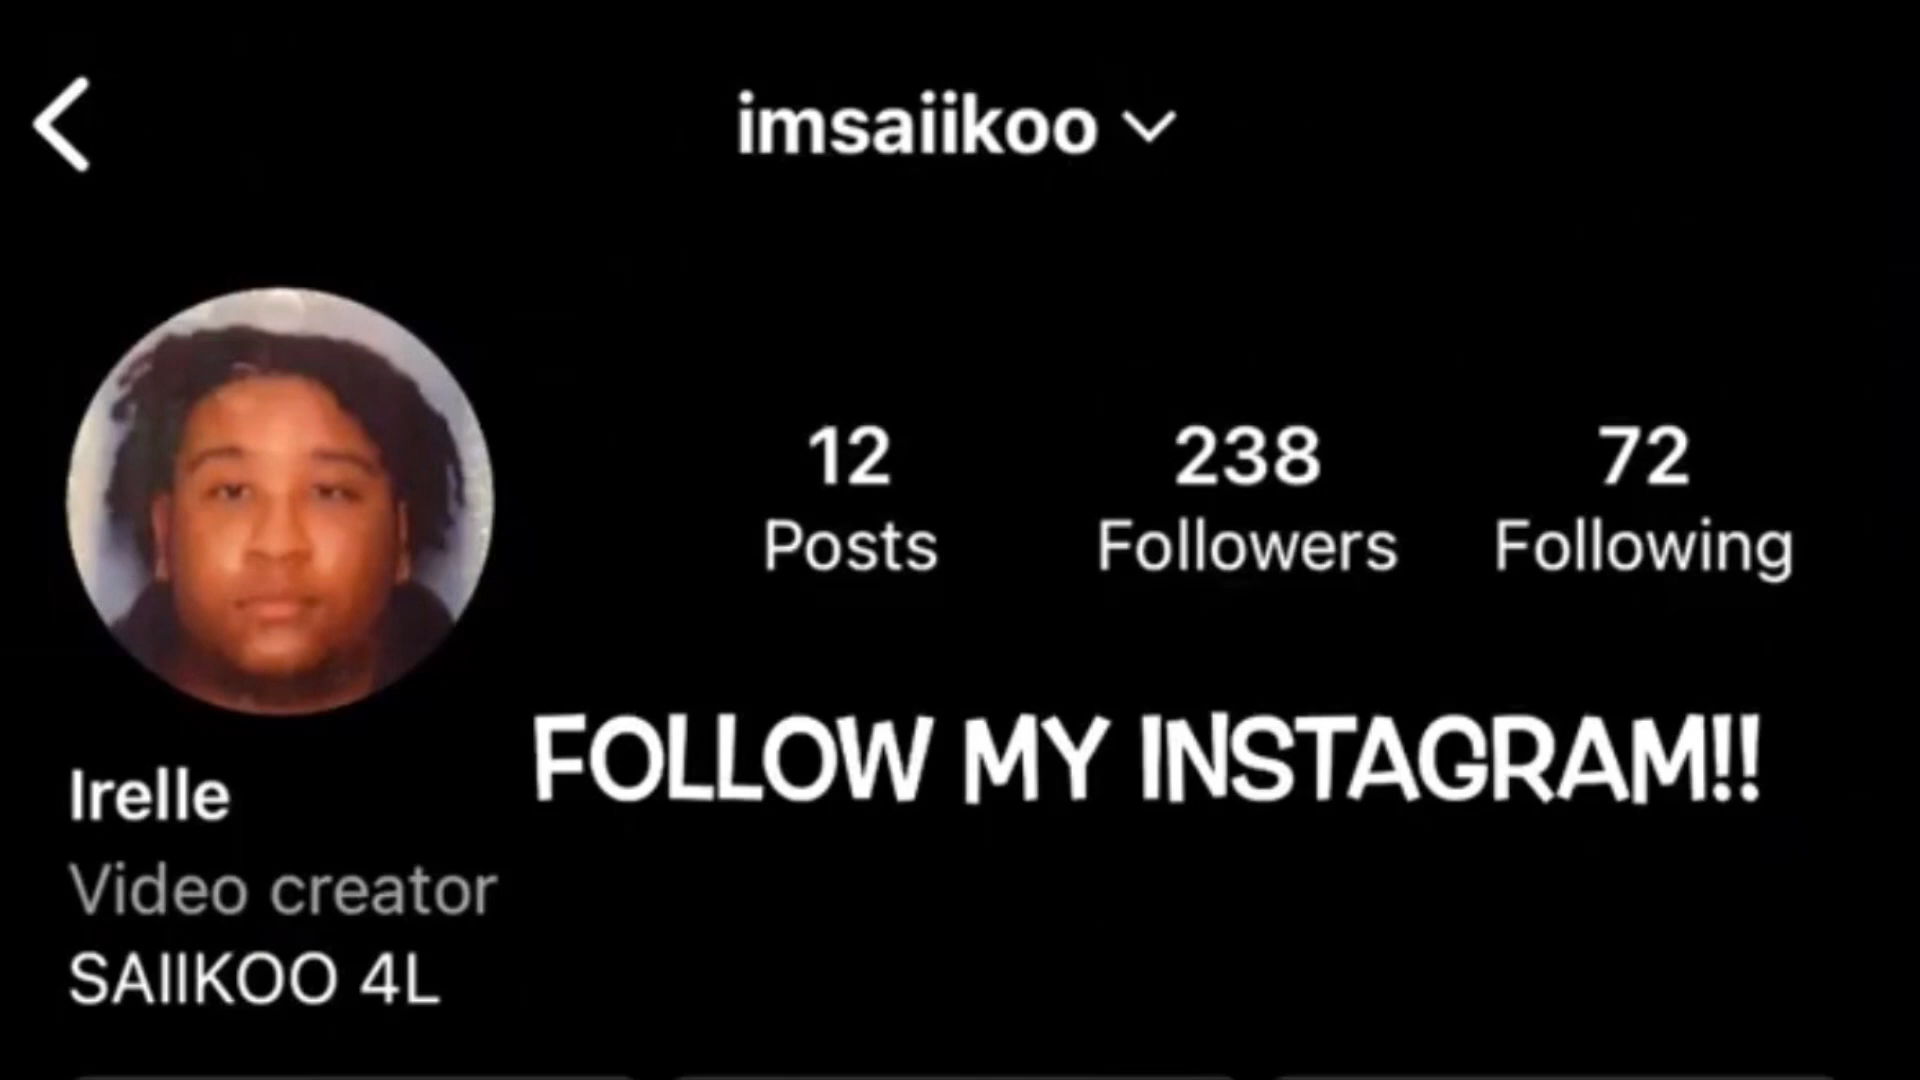 imsaiikoo
12 238 72
Posts Followers Following
FOLLOW MY INSTAGRAM!!
Irelle
Video creator
SAIIKOO 4L